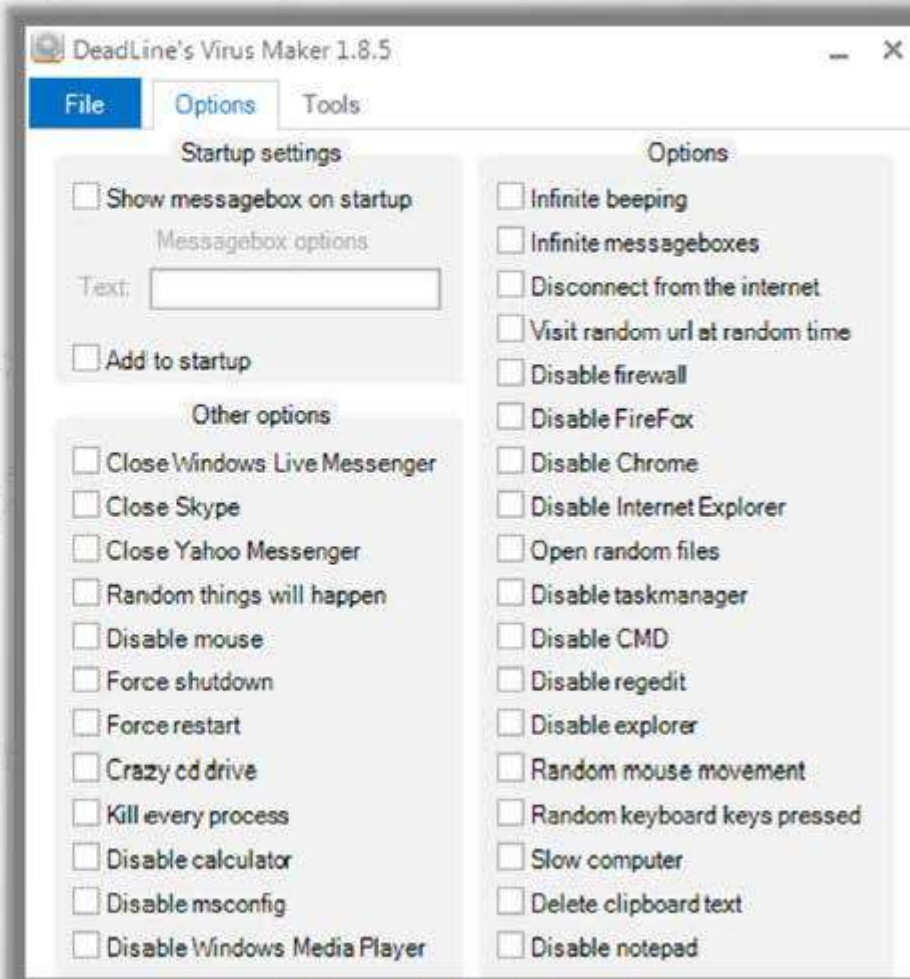 DeadLine's Virus Maker 1.8.5
File Options Tools
Startup settings
Show messagebox on startup
Messagebox options
Text:
Add to startup
Other options
Close Windows Live Messenger
Close Skype
Close Yahoo Messenger
Random things will happen
Disable mouse
Force shutdown
Force restart
Crazy cd drive
Kill every process
Disable calculator
Disable msconfig
Disable Windows Media Player
Options
Infinite beeping
Infinite messageboxes
Disconnect from the internet
Visit random url at random time
Disable firewall
Disable FireFox
Disable Chrome
Disable Internet Explorer
Open random files
Disable taskmanager
Disable CMD
Disable regedit
Disable explorer
Random mouse movement
Random keyboard keys pressed
Slow computer
Delete clipboard text
Disable notepad